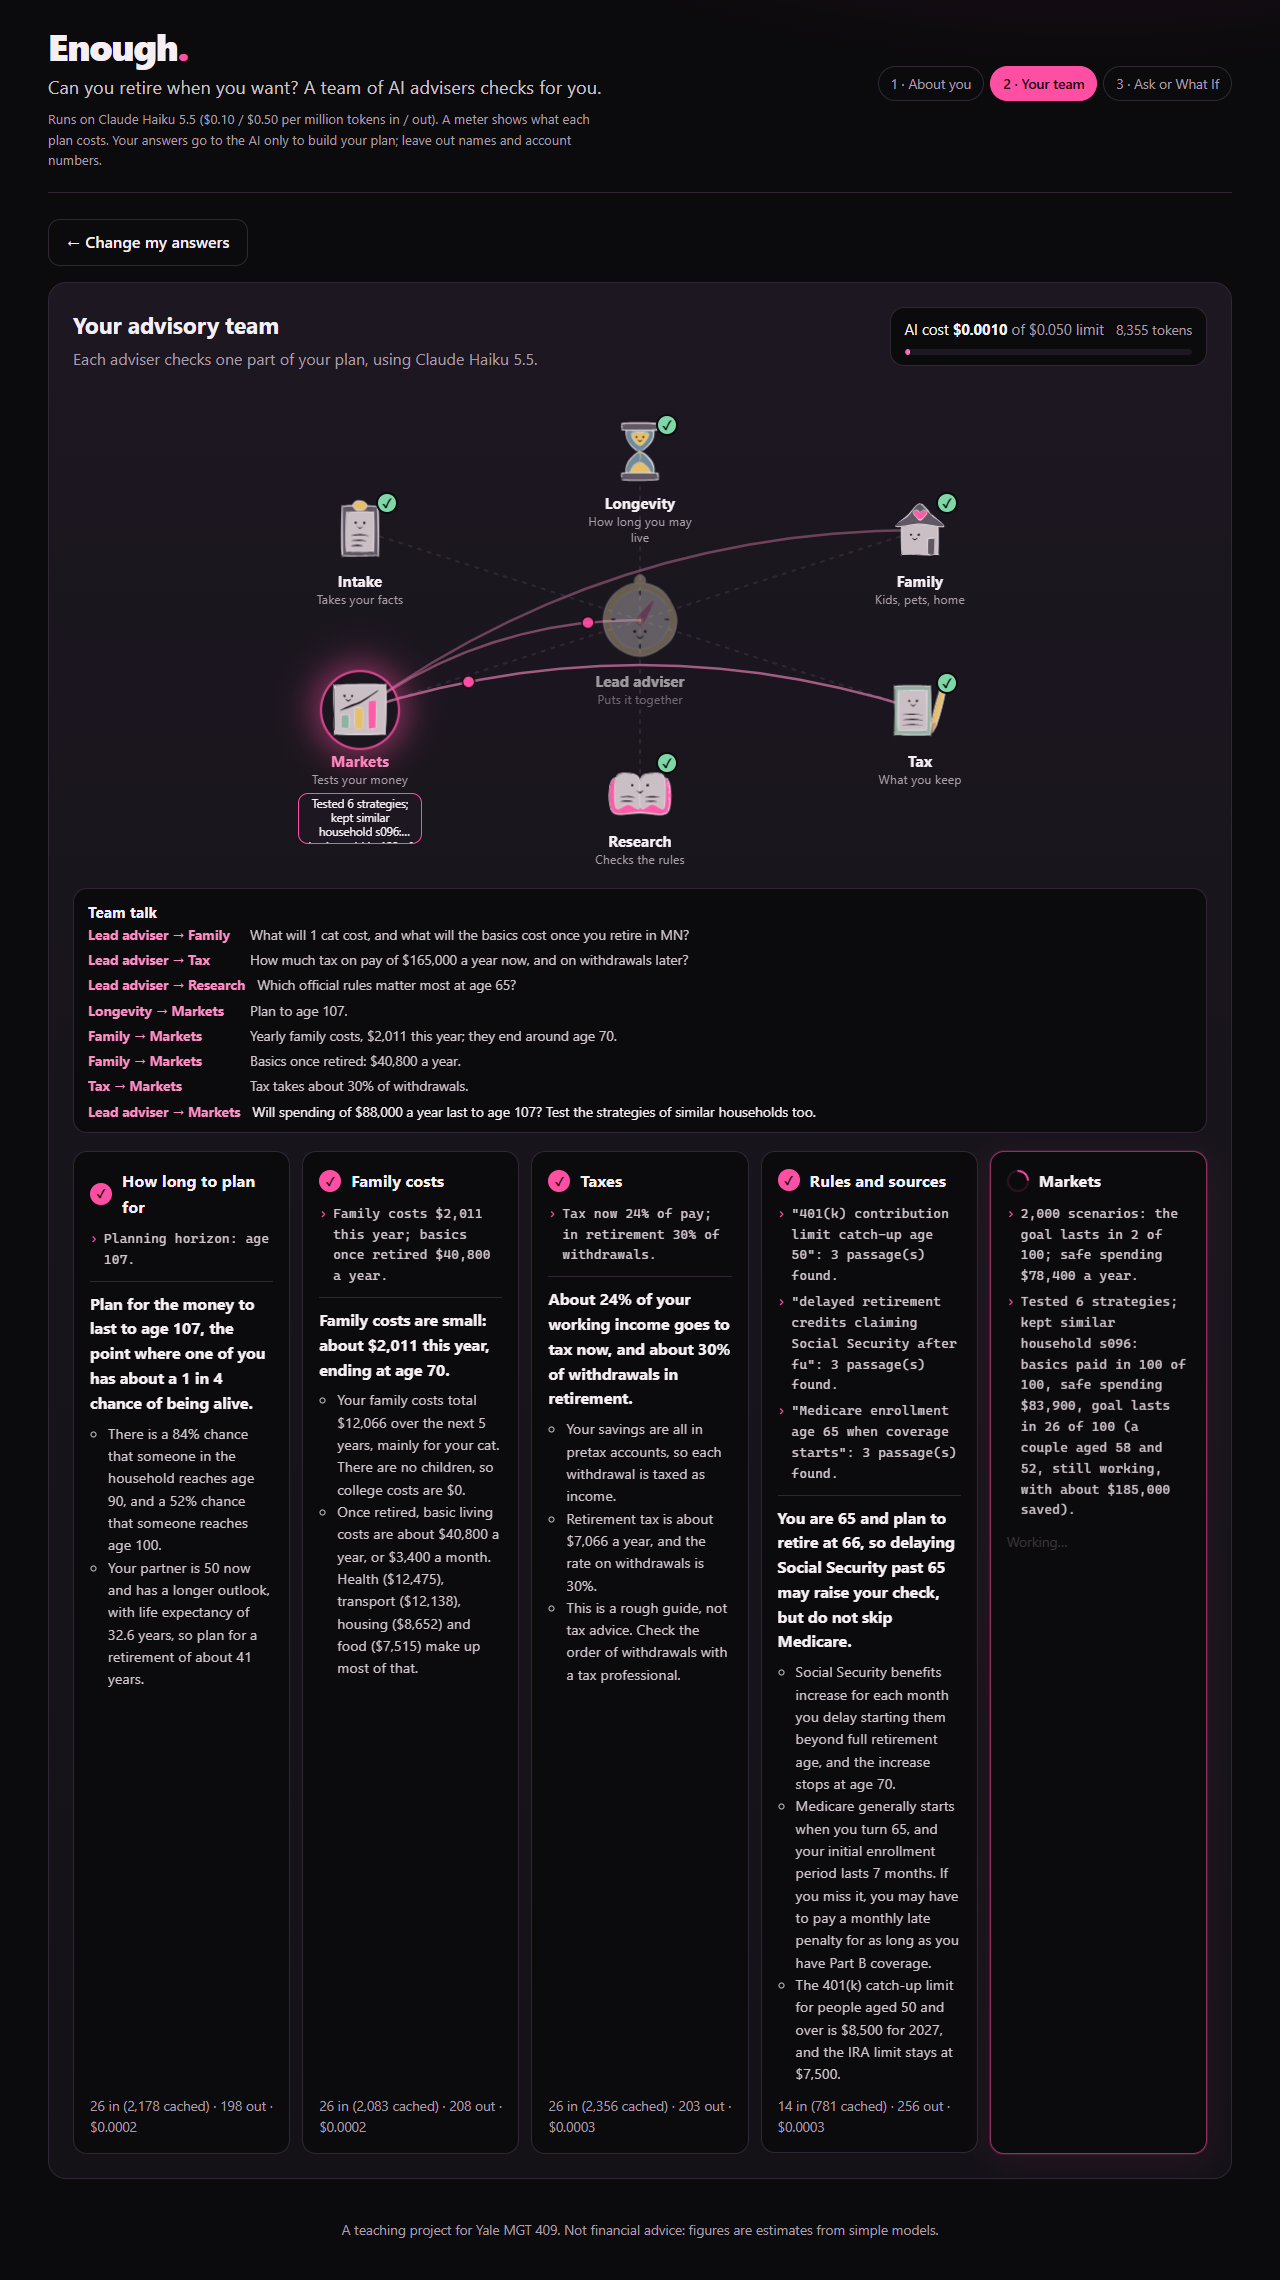 Enough.
Can you retire when you want? A team of AI advisers checks for you.
Runs on Claude Haiku 5.5 ($0.10 / $0.50 per million tokens in / out). A meter shows what each
plan costs. Your answers go to the AI only to build your plan; leave out names and account
numbers.
1 · About you
2 · Your team
3 · Ask or What If
← Change my answers
Your advisory team
Each adviser checks one part of your plan, using Claude Haiku 5.5.
AI cost $0.0010 of $0.050 limit 8,355 tokens
Longevity
How long you may
live
Intake
Takes your facts
Family
Kids, pets, home
Lead adviser
Puts it together
Markets
Tests your money
Tested 6 strategies;
kept similar
household s096:...
Tax
What you keep
Research
Checks the rules
Team talk
Lead adviser → Family What will 1 cat cost, and what will the basics cost once you retire in MN?
Lead adviser → Tax How much tax on pay of $165,000 a year now, and on withdrawals later?
Lead adviser → Research Which official rules matter most at age 65?
Longevity → Markets Plan to age 107.
Family → Markets Yearly family costs, $2,011 this year; they end around age 70.
Family → Markets Basics once retired: $40,800 a year.
Tax → Markets Tax takes about 30% of withdrawals.
Lead adviser → Markets Will spending of $88,000 a year last to age 107? Test the strategies of similar households too.
How long to plan
for
› Planning horizon: age
107.
Plan for the money to
last to age 107, the
point where one of you
has about a 1 in 4
chance of being alive.
There is a 84% chance
that someone in the
household reaches age
90, and a 52% chance
that someone reaches
age 100.
Your partner is 50 now
and has a longer outlook,
with life expectancy of
32.6 years, so plan for a
retirement of about 41
years.
26 in (2,178 cached) · 198 out ·
$0.0002
Family costs
› Family costs $2,011
this year; basics
once retired $40,800
a year.
Family costs are small:
about $2,011 this year,
ending at age 70.
Your family costs total
$12,066 over the next 5
years, mainly for your cat.
There are no children, so
college costs are $0.
Once retired, basic living
costs are about $40,800 a
year, or $3,400 a month.
Health ($12,475),
transport ($12,138),
housing ($8,652) and
food ($7,515) make up
most of that.
26 in (2,083 cached) · 208 out ·
$0.0002
Taxes
› Tax now 24% of pay;
in retirement 30% of
withdrawals.
About 24% of your
working income goes to
tax now, and about 30%
of withdrawals in
retirement.
Your savings are all in
pretax accounts, so each
withdrawal is taxed as
income.
Retirement tax is about
$7,066 a year, and the
rate on withdrawals is
30%.
This is a rough guide, not
tax advice. Check the
order of withdrawals with
a tax professional.
26 in (2,356 cached) · 203 out ·
$0.0003
Rules and sources
› "401(k) contribution
limit catch-up age
50": 3 passage(s)
found.
› "delayed retirement
credits claiming
Social Security after
fu": 3 passage(s)
found.
› "Medicare enrollment
age 65 when coverage
starts": 3 passage(s)
found.
You are 65 and plan to
retire at 66, so delaying
Social Security past 65
may raise your check,
but do not skip
Medicare.
Social Security benefits
increase for each month
you delay starting them
beyond full retirement
age, and the increase
stops at age 70.
Medicare generally starts
when you turn 65, and
your initial enrollment
period lasts 7 months. If
you miss it, you may have
to pay a monthly late
penalty for as long as you
have Part B coverage.
The 401(k) catch-up limit
for people aged 50 and
over is $8,500 for 2027,
and the IRA limit stays at
$7,500.
14 in (781 cached) · 256 out ·
$0.0003
Markets
› 2,000 scenarios: the
goal lasts in 2 of
100; safe spending
$78,400 a year.
› Tested 6 strategies;
kept similar
household s096:
basics paid in 100 of
100, safe spending
$83,900, goal lasts
in 26 of 100 (a
couple aged 58 and
52, still working,
with about $185,000
saved).
Working...
A teaching project for Yale MGT 409. Not financial advice: figures are estimates from simple models.